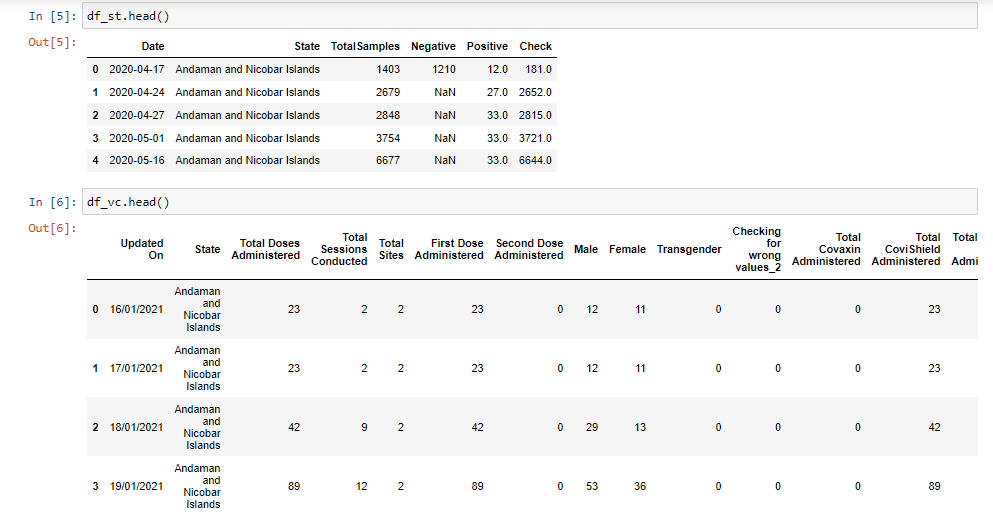 In [5]: df_st.head()
Out[5]:
Date State TotalSamples Negative Positive Check
0 2020-04-17 Andaman and Nicobar Islands 1403 1210 12.0 181.0
1 2020-04-24 Andaman and Nicobar Islands 2679 NaN 27.0 2652.0
2 2020-04-27 Andaman and Nicobar Islands 2848 NaN 33.0 2815.0
3 2020-05-01 Andaman and Nicobar Islands 3754 NaN 33.0 3721.0
4 2020-05-16 Andaman and Nicobar Islands 6677 NaN 33.0 6644.0
In [6]: df_vc.head()
Out[6]:
Updated On State Total Doses Administered Total Sessions Conducted Total Sites First Dose Administered Second Dose Administered Male Female Transgender Checking for wrong values_2 Total Covaxin Administered Total CoviShield Administered Total Admi
0 16/01/2021 Andaman and Nicobar Islands 23 2 2 23 0 12 11 0 0 0 23
1 17/01/2021 Andaman and Nicobar Islands 23 2 2 23 0 12 11 0 0 0 23
2 18/01/2021 Andaman and Nicobar Islands 42 9 2 42 0 29 13 0 0 0 42
3 19/01/2021 Andaman and Nicobar Islands 89 12 2 89 0 53 36 0 0 0 89